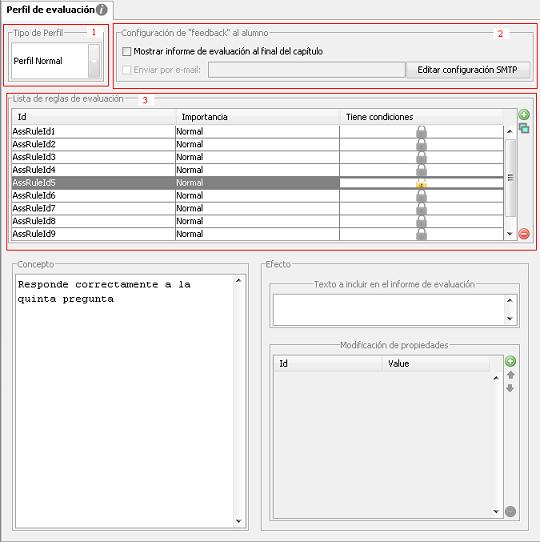 Perfil de evaluación
Tipo de Perfil 1
Perfil Normal
Configuración de "feedback" al alumno 2
Mostrar informe de evaluación al final del capítulo
Enviar por e-mail: Editar configuración SMTP
Lista de reglas de evaluación 3
Id Importancia Tiene condiciones
AssRuleId1 Normal
AssRuleId2 Normal
AssRuleId3 Normal
AssRuleId4 Normal
AssRuleId5 Normal
AssRuleId6 Normal
AssRuleId7 Normal
AssRuleId8 Normal
AssRuleId9 Normal
Concepto
Responde correctamente a la
quinta pregunta
Efecto
Texto a incluir en el informe de evaluación
Modificación de propiedades
Id Value